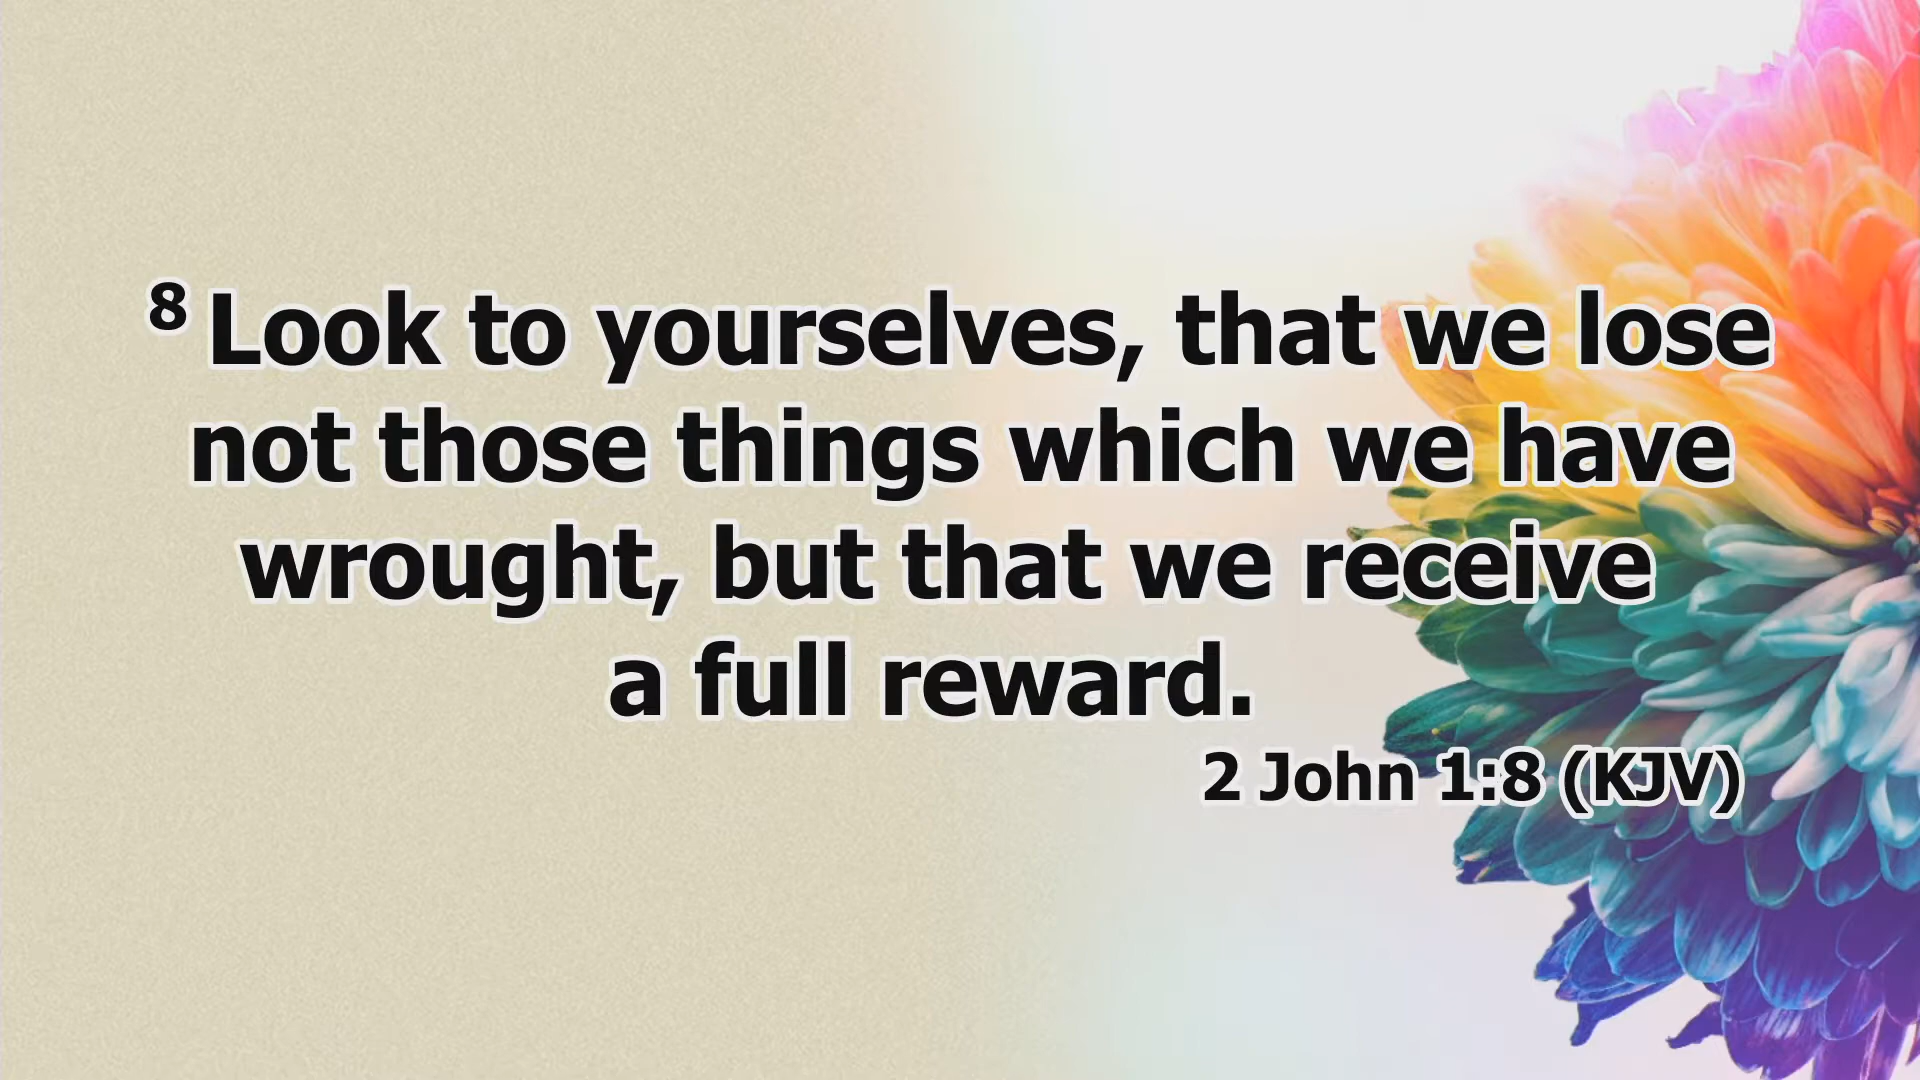 8 Look to yourselves, that we lose
not those things which we have
wrought, but that we receive
a full reward.
2 John 1:8 (KJV)